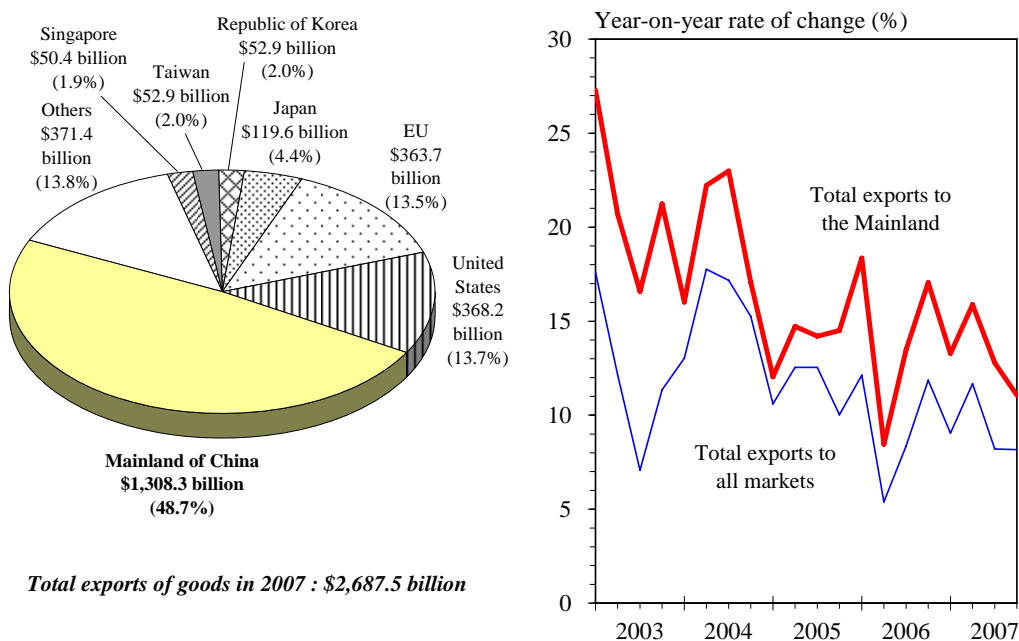 Singapore
$50.4 billion
(1.9%)
Republic of Korea
$52.9 billion
(2.0%)
Taiwan
$52.9 billion
(2.0%)
Others
$371.4
billion
(13.8%)
Japan
$119.6 billion
(4.4%)
EU
$363.7
billion
(13.5%)
United
States
$368.2
billion
(13.7%)
Mainland of China
$1,308.3 billion
(48.7%)
Total exports of goods in 2007 : $2,687.5 billion
Year-on-year rate of change (%)
30
25
20
15
10
5
0
Total exports to
the Mainland
Total exports to
all markets
2003 2004 2005 2006 2007